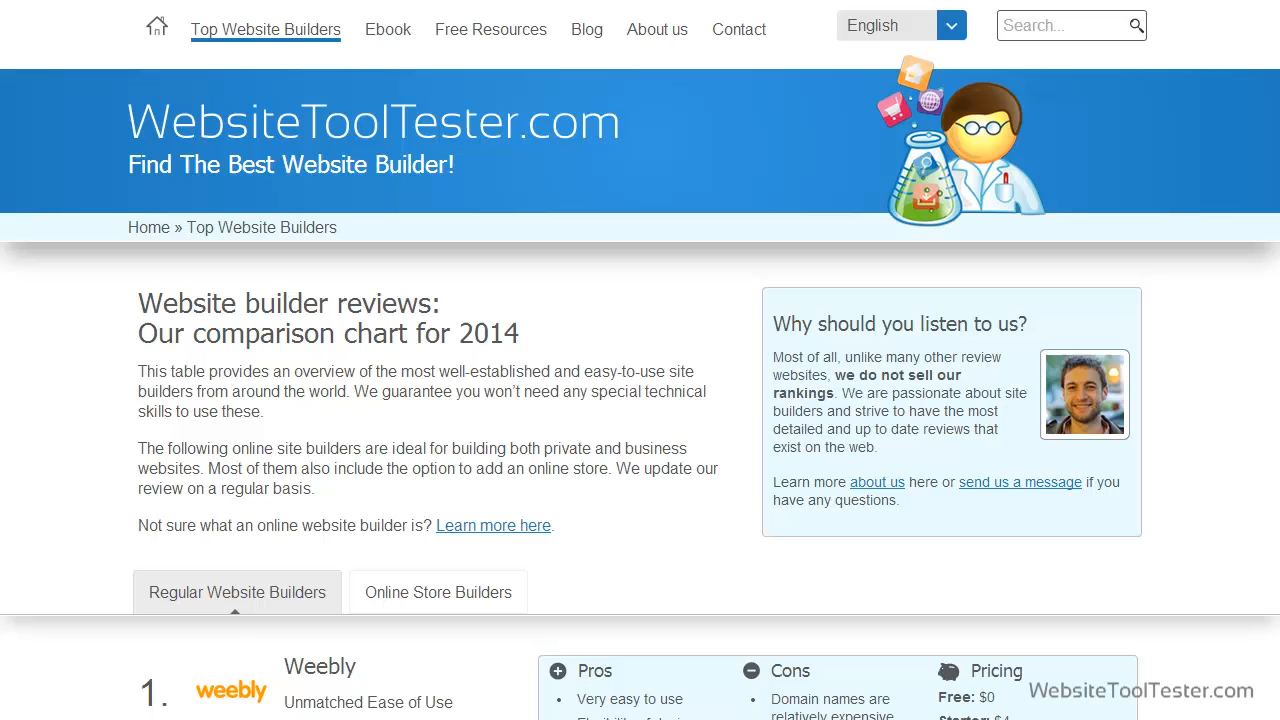 Top Website Builders Ebook Free Resources Blog About us Contact English Search...
WebsiteToolTester.com
Find The Best Website Builder!
Home » Top Website Builders
Website builder reviews:
Our comparison chart for 2014
This table provides an overview of the most well-established and easy-to-use site
builders from around the world. We guarantee you won’t need any special technical
skills to use these.
The following online site builders are ideal for building both private and business
websites. Most of them also include the option to add an online store. We update our
review on a regular basis.
Not sure what an online website builder is? Learn more here.
Why should you listen to us?
Most of all, unlike many other review
websites, we do not sell our
rankings. We are passionate about site
builders and strive to have the most
detailed and up to date reviews that
exist on the web.
Learn more about us here or send us a message if you
have any questions.
Regular Website Builders Online Store Builders
1. weebly
Weebly
Unmatched Ease of Use
Pros
• Very easy to use
Cons
• Domain names are
relatively expensive
Pricing
Free: $0
WebsiteToolTester.com